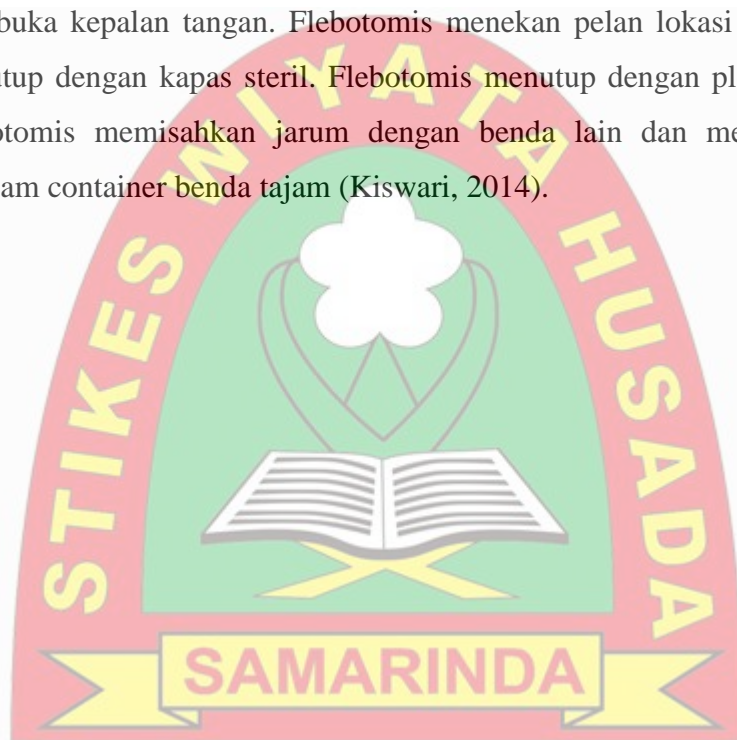 buka kepalan tangan. Flebotomis menekan pelan lokasi
utup dengan kapas steril. Flebotomis menutup dengan pl
otomis memisahkan jarum dengan benda lain dan me
am container benda tajam (Kiswari, 2014).
STIKES WIYATA HUSADA
SAMARINDA